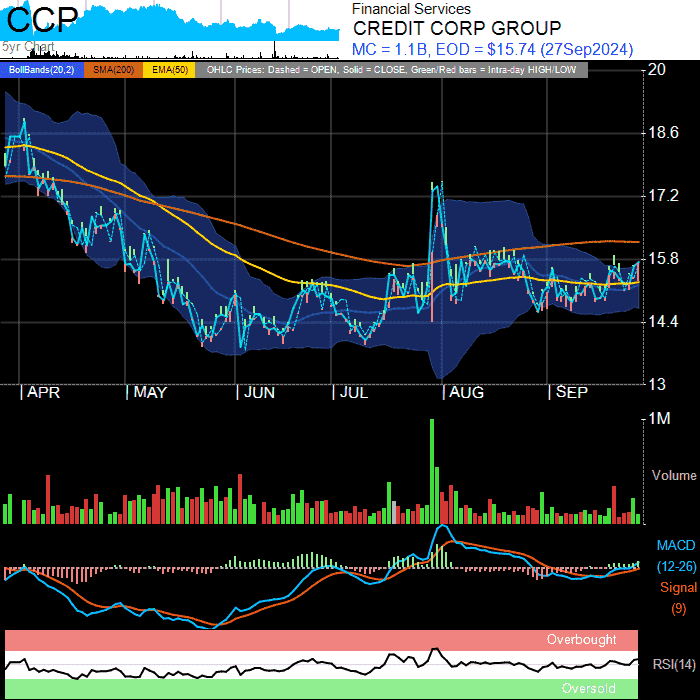 CCP
5yr Chart
Financial Services
CREDIT CORP GROUP
MC = 1.1B, EOD = $15.74 (27Sep2024)
BollBands(20,2) SMA(200) EMA(50) OHLC Prices: Dashed = OPEN, Solid = CLOSE, Green/Red bars = Intra-day HIGH/LOW
20
18.6
17.2
15.8
14.4
13
APR MAY JUN JUL AUG SEP
1M
Volume
MACD
(12-26)
Signal
(9)
Overbought
RSI(14)
Oversold